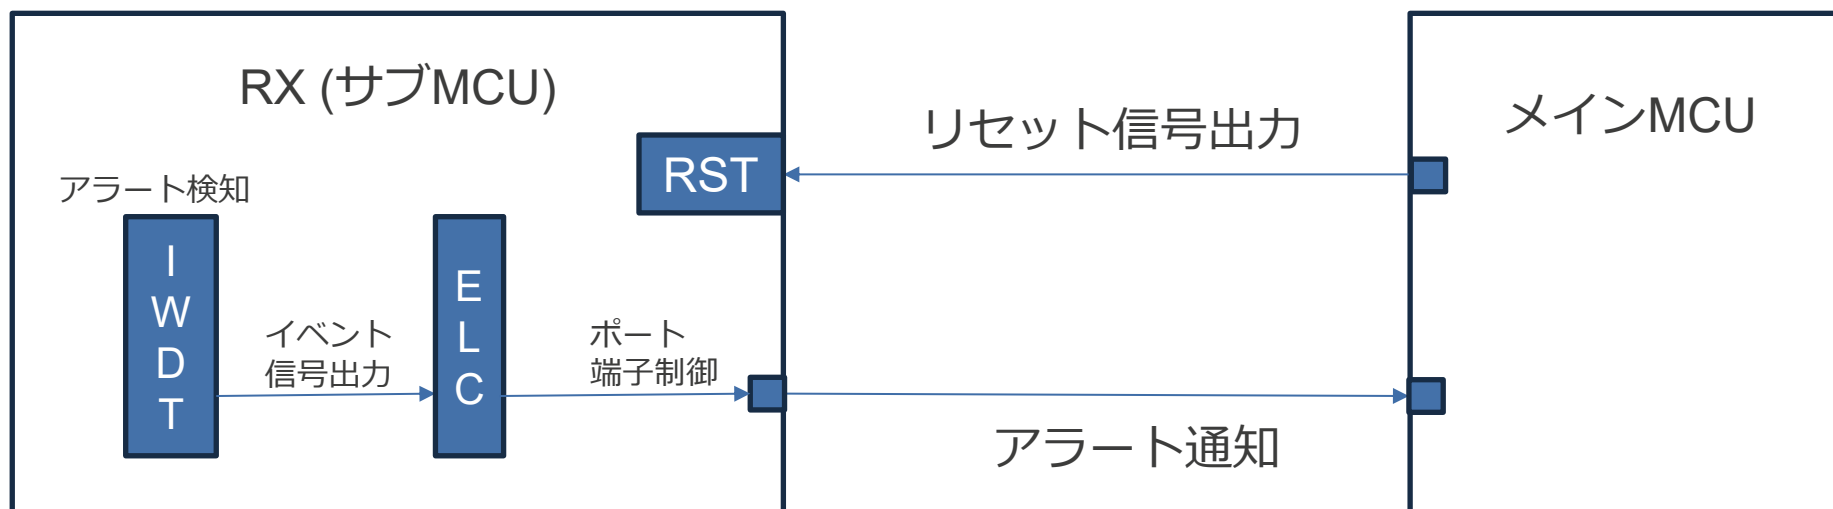 RX (サブMCU)
メインMCU
リセット信号出力
RST
アラート検知
IWDT
イベント
信号出力
ELC
ポート
端子制御
アラート通知